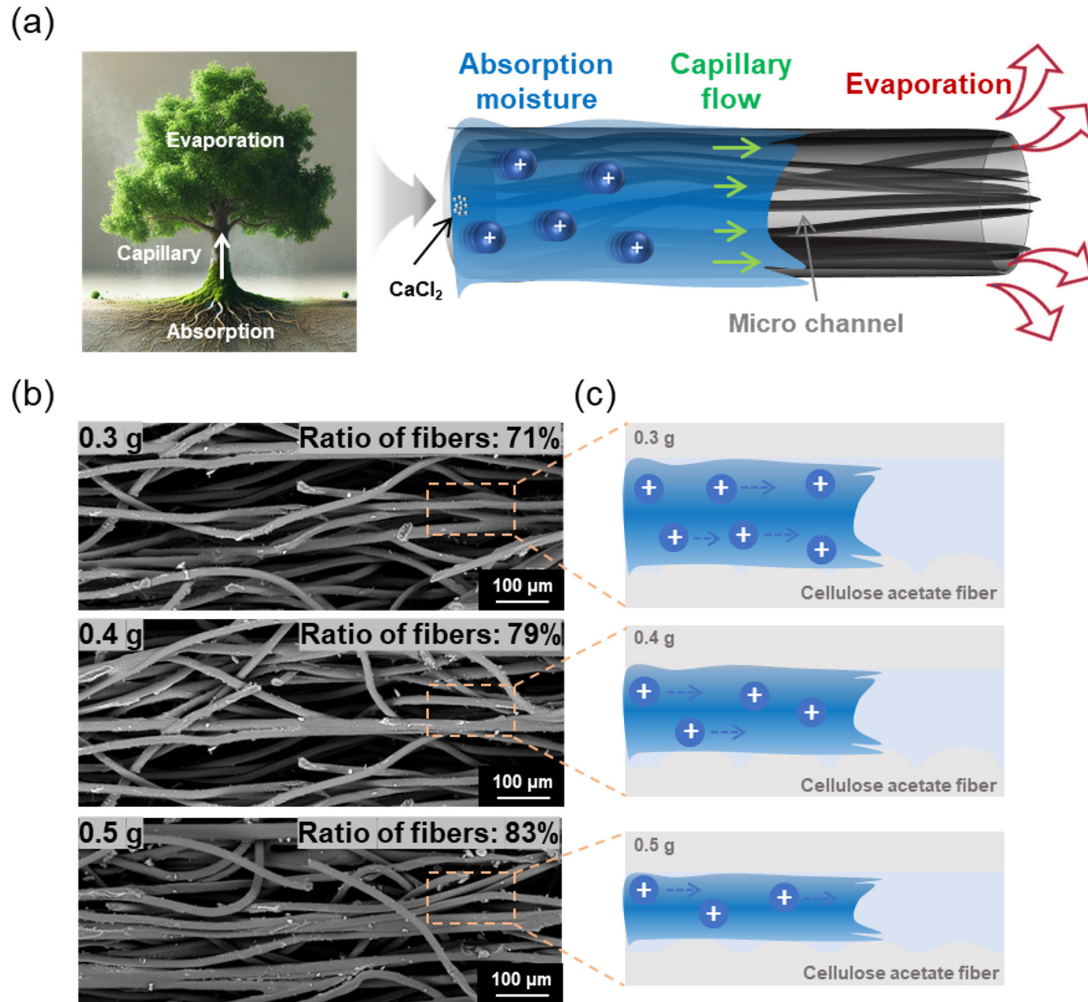 (a)
Evaporation
Capillary
Absorption
Absorption
moisture
Capillary
flow
Evaporation
+
+
+
+
+
CaCl₂
Micro channel
(b)
0.3 g
Ratio of fibers: 71%
100 μm
0.4 g
Ratio of fibers: 79%
100 μm
0.5 g
Ratio of fibers: 83%
100 μm
(c)
0.3 g
+
+
+
+
+
+
Cellulose acetate fiber
0.4 g
+
+
+
+
Cellulose acetate fiber
0.5 g
+
+
+
Cellulose acetate fiber